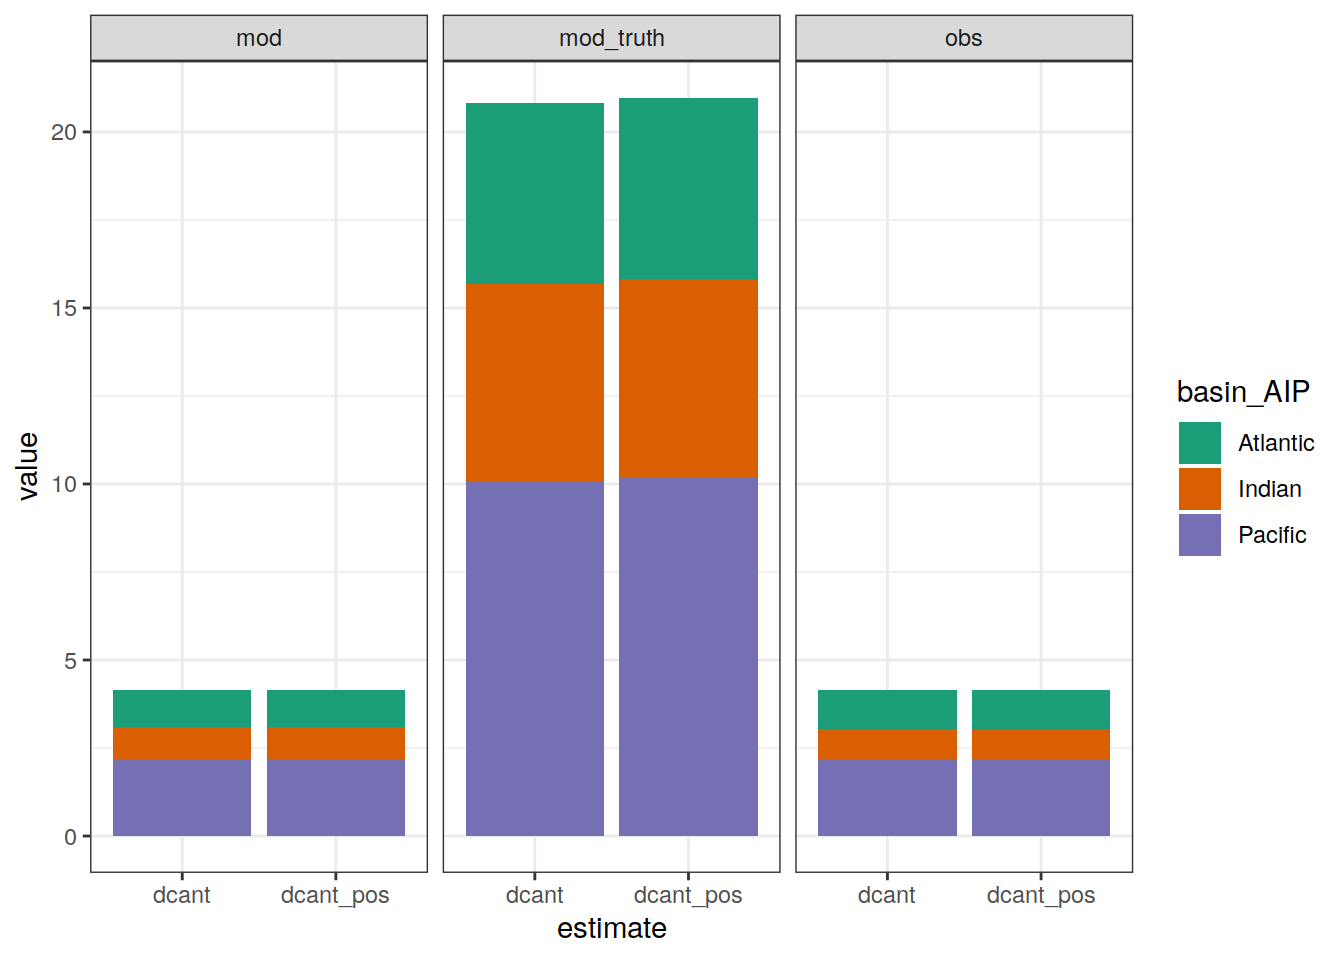 mod mod_truth obs
value
20
15
10
5
0
dcant dcant_pos dcant dcant_pos dcant dcant_pos
estimate
basin_AIP
Atlantic
Indian
Pacific